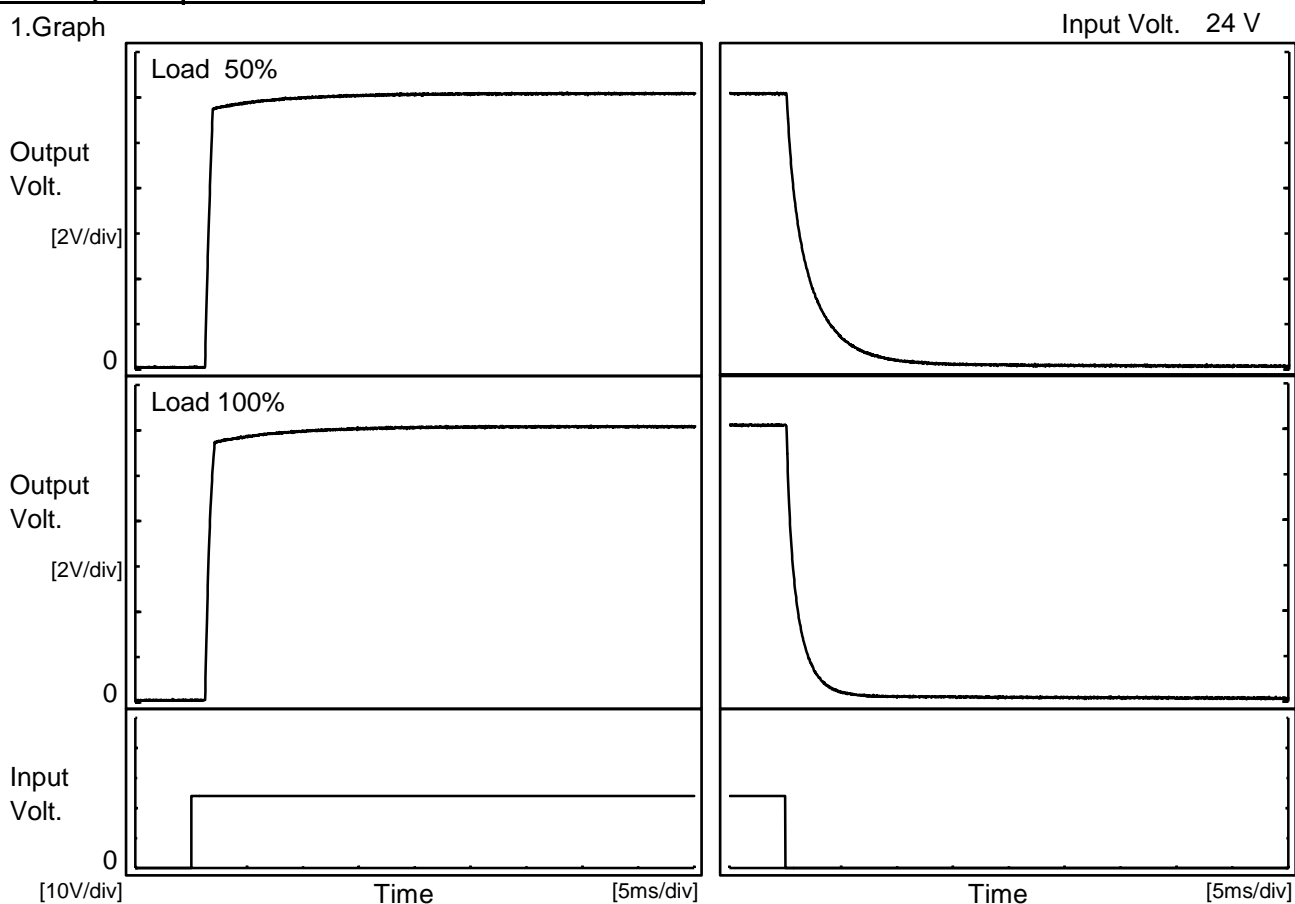 1.Graph
Input Volt. 24 V
Load 50%
Output
Volt.
[2V/div]
0
Load 100%
Output
Volt.
[2V/div]
0
Input
Volt.
0
[10V/div]
Time
[5ms/div]
Time
[5ms/div]